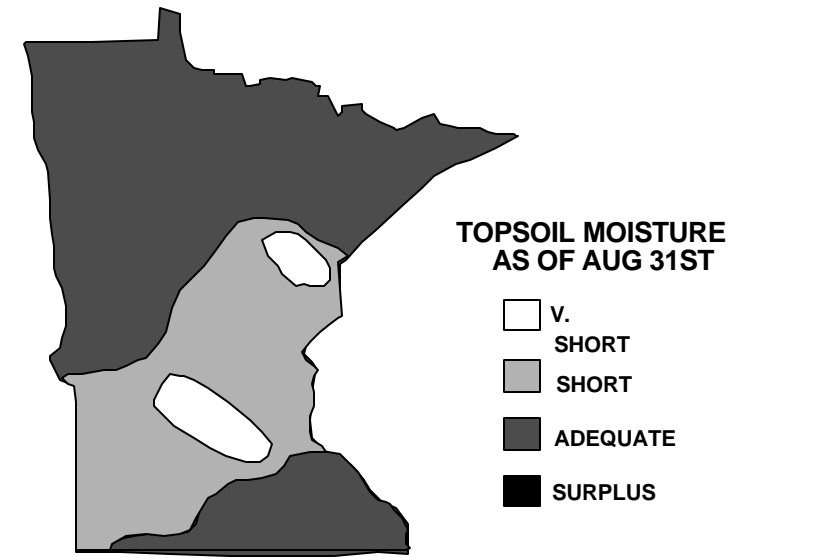 TOPSOIL MOISTURE
AS OF AUG 31ST
V.
SHORT
SHORT
ADEQUATE
SURPLUS